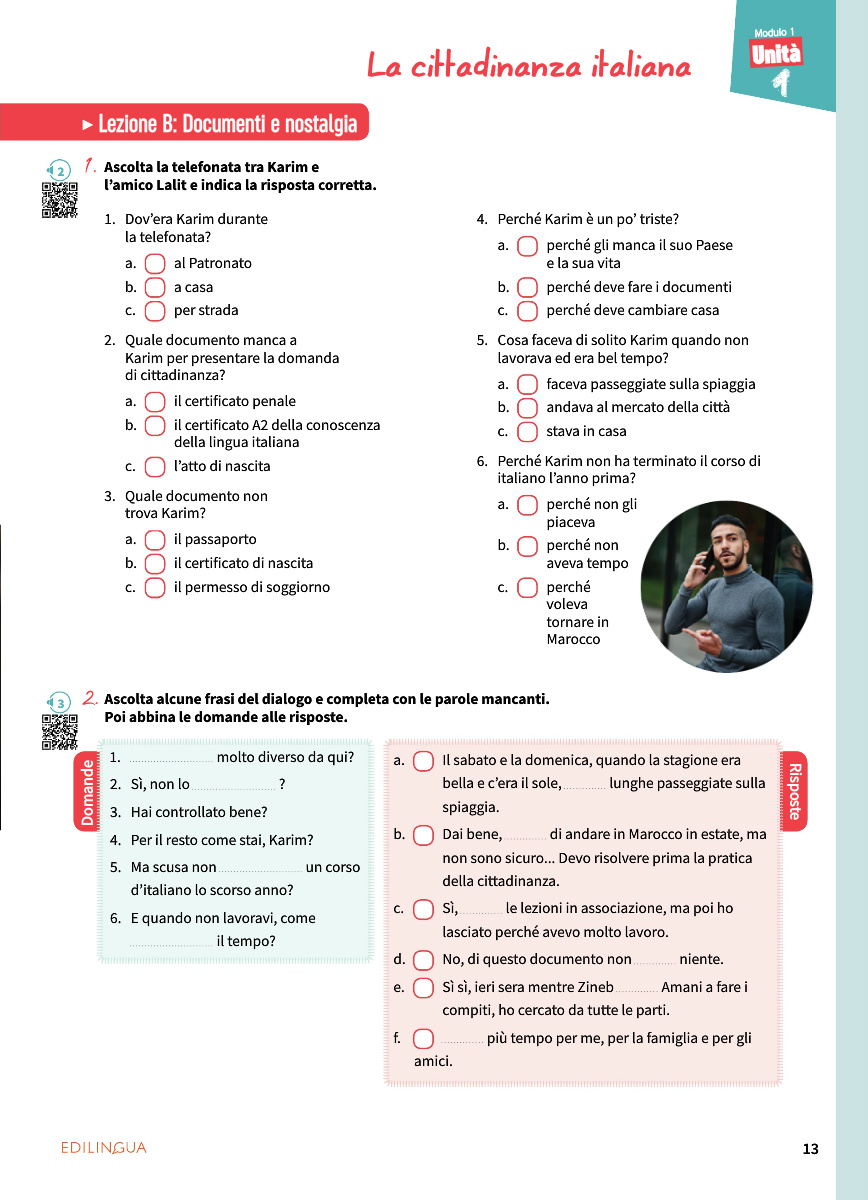 Modulo 1
Unità
1
La cittadinanza italiana
▸ Lezione B: Documenti e nostalgia
2
1. Ascolta la telefonata tra Karim e
l'amico Lalit e indica la risposta corretta.
1. Dov'era Karim durante
la telefonata?
a. al Patronato
b. a casa
c. per strada
2. Quale documento manca a
Karim per presentare la domanda
di cittadinanza?
a. il certificato penale
b. il certificato A2 della conoscenza
della lingua italiana
c. l'atto di nascita
3. Quale documento non
trova Karim?
a. il passaporto
b. il certificato di nascita
c. il permesso di soggiorno
4. Perché Karim è un po' triste?
a. perché gli manca il suo Paese
e la sua vita
b. perché deve fare i documenti
c. perché deve cambiare casa
5. Cosa faceva di solito Karim quando non
lavorava ed era bel tempo?
a. faceva passeggiate sulla spiaggia
b. andava al mercato della città
c. stava in casa
6. Perché Karim non ha terminato il corso di
italiano l'anno prima?
a. perché non gli
piaceva
b. perché non
aveva tempo
c. perché
voleva
tornare in
Marocco
3
2. Ascolta alcune frasi del dialogo e completa con le parole mancanti.
Poi abbina le domande alle risposte.
Domande
1. ........................ molto diverso da qui?
2. Sì, non lo ........................ ?
3. Hai controllato bene?
4. Per il resto come stai, Karim?
5. Ma scusa non ........................ un corso
d'italiano lo scorso anno?
6. E quando non lavoravi, come
........................ il tempo?
Risposte
a. Il sabato e la domenica, quando la stagione era
bella e c'era il sole, ............ lunghe passeggiate sulla
spiaggia.
b. Dai bene, ............ di andare in Marocco in estate, ma
non sono sicuro... Devo risolvere prima la pratica
della cittadinanza.
c. Sì, ............ le lezioni in associazione, ma poi ho
lasciato perché avevo molto lavoro.
d. No, di questo documento non ............ niente.
e. Sì sì, ieri sera mentre Zineb ............ Amani a fare i
compiti, ho cercato da tutte le parti.
f. ............ più tempo per me, per la famiglia e per gli
amici.
EDILINGUA
13